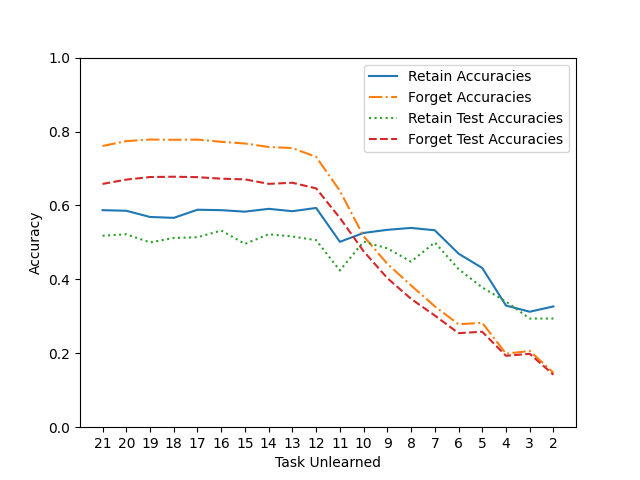 Retain Accuracies
Forget Accuracies
Retain Test Accuracies
Forget Test Accuracies
Accuracy
1.0
0.8
0.6
0.4
0.2
0.0
21 20 19 18 17 16 15 14 13 12 11 10 9 8 7 6 5 4 3 2
Task Unlearned